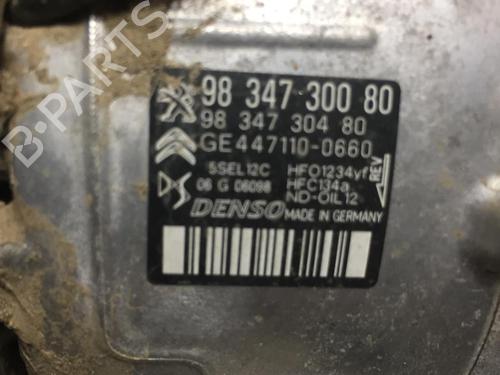 B-PARTS
98 347 300 80
98 347 304 80
GE447110-0660
5SEL12C HFO1234yf
06 G 06098 HFC134a
ND-OIL12
REV
DS
DENSO MADE IN GERMANY